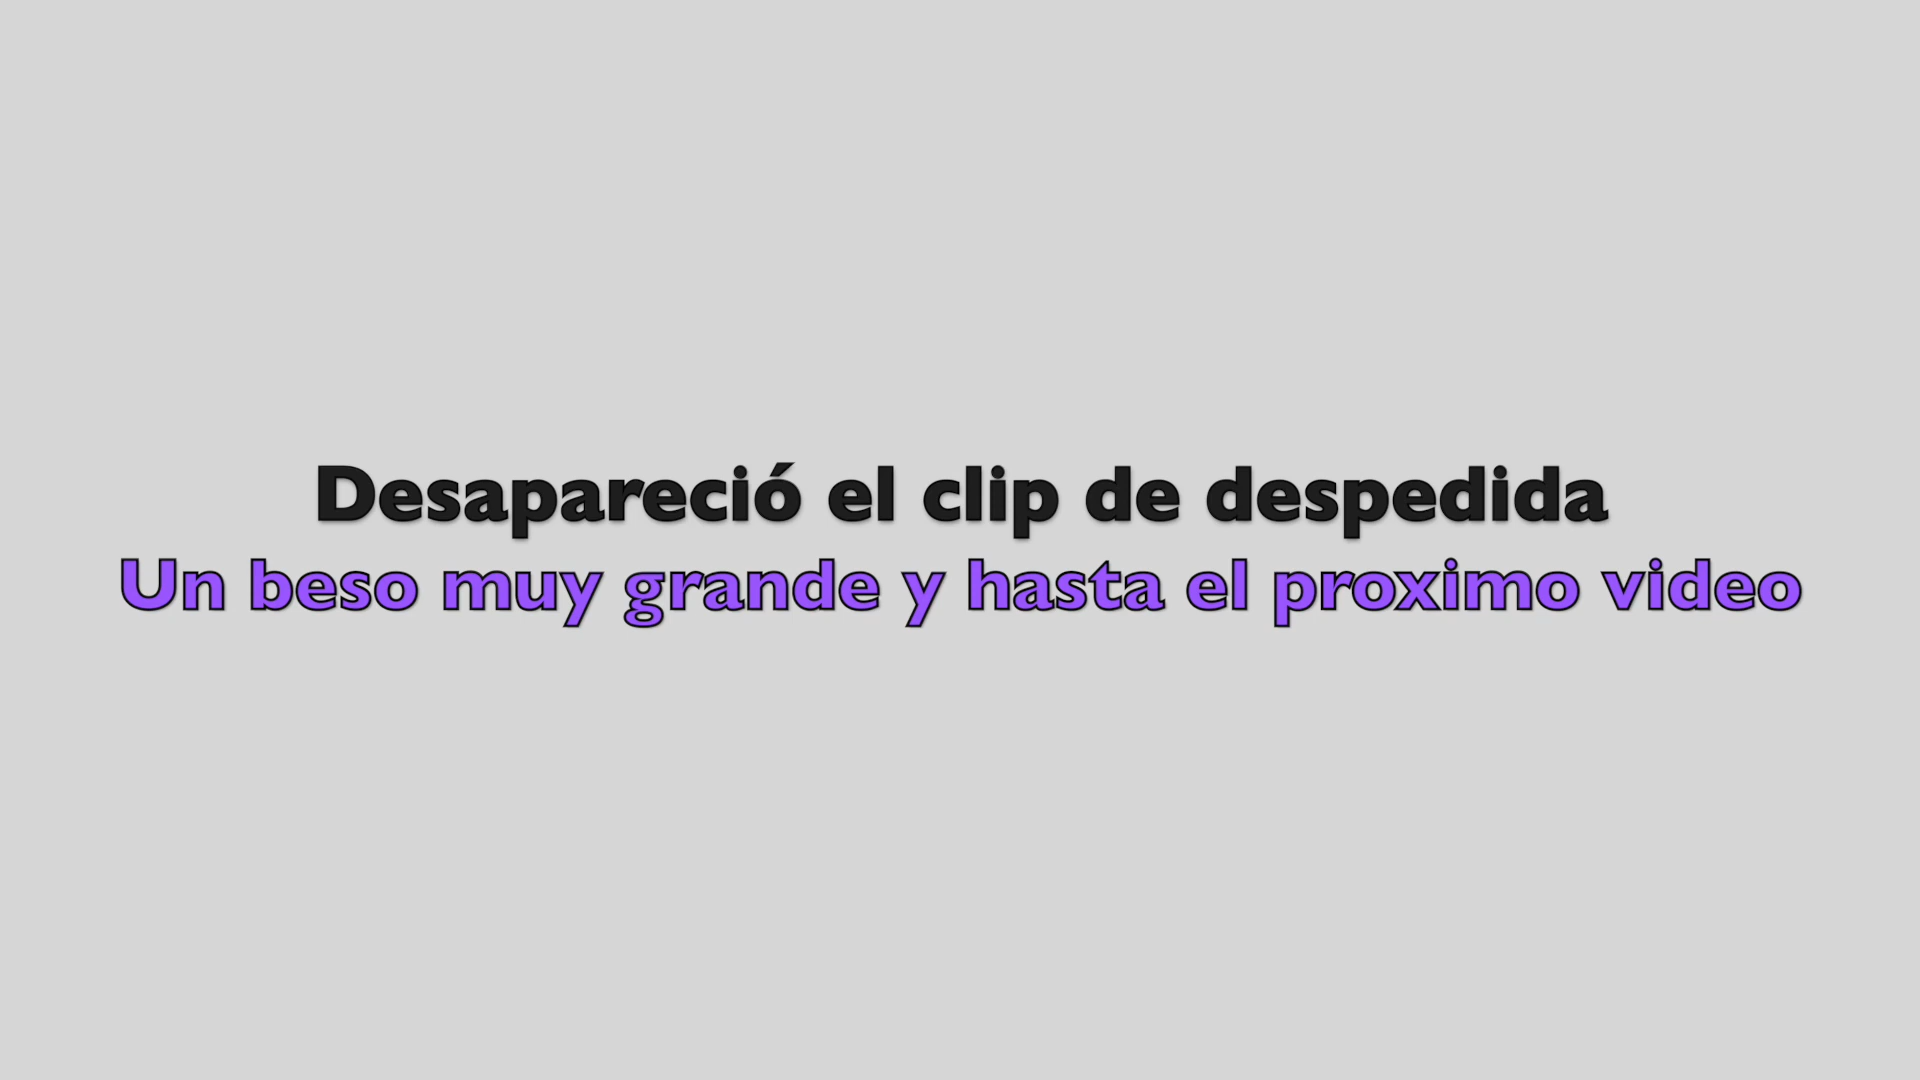 Desapareció el clip de despedida
Un beso muy grande y hasta el proximo video